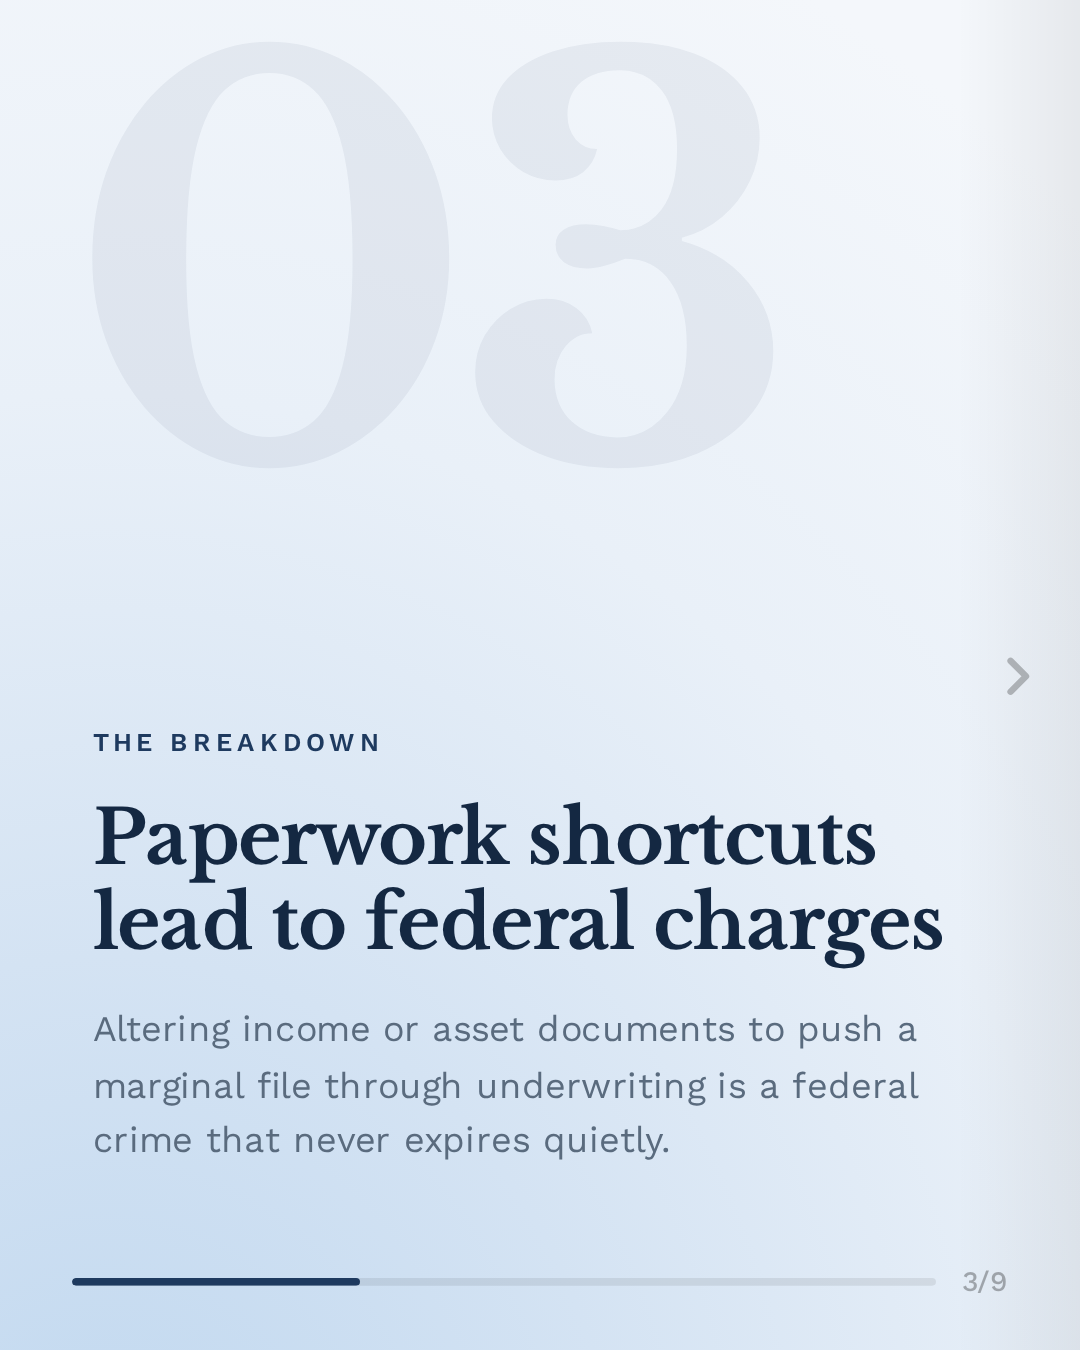 03
THE BREAKDOWN
Paperwork shortcuts
lead to federal charges
Altering income or asset documents to push a
marginal file through underwriting is a federal
crime that never expires quietly.
3/9